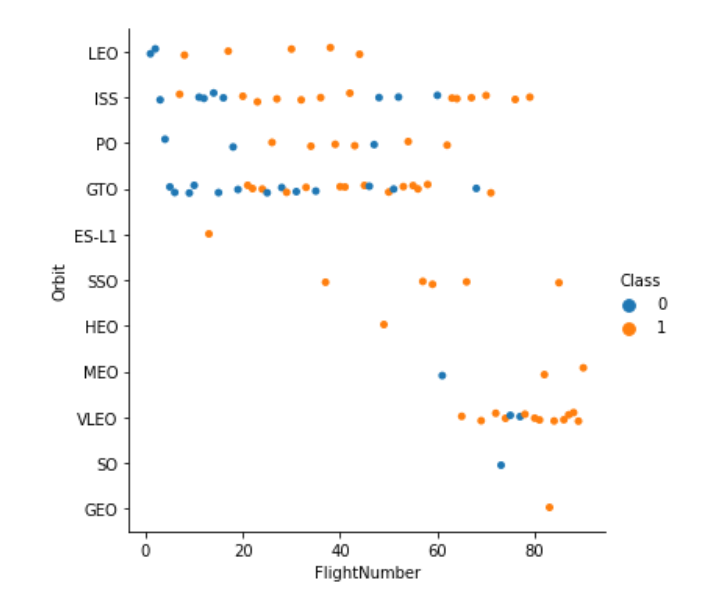 LEO
ISS
PO
GTO
ES-L1
SSO
HEO
MEO
VLEO
SO
GEO
Orbit
0 20 40 60 80
FlightNumber
Class
0
1